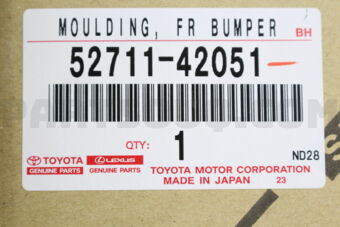 MOULDING, FR BUMPER BH
52711-42051
QTY: 1 ND28
TOYOTA LEXUS TOYOTA MOTOR CORPORATION
GENUINE PARTS GENUINE PARTS MADE IN JAPAN 23